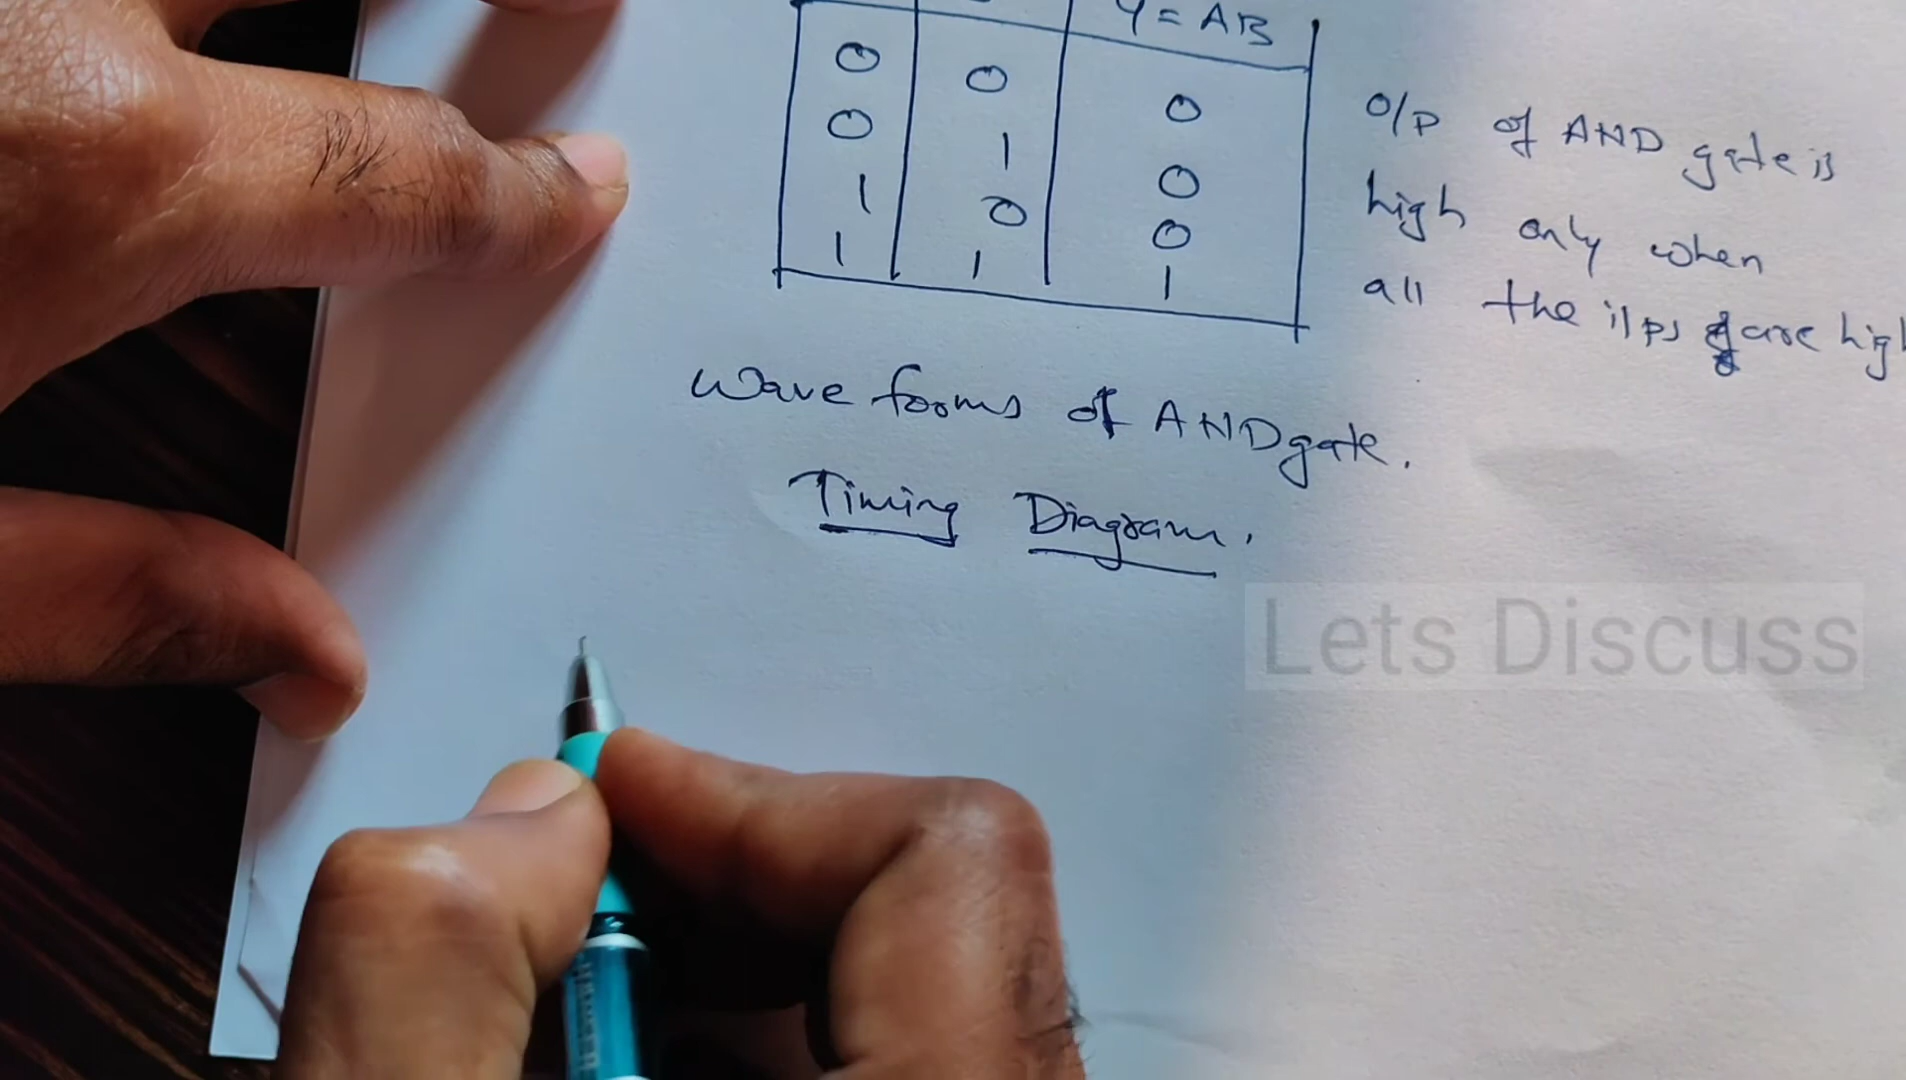 Y = AB
0 0 0
0 1 0
1 0 0
1 1 1
O/P of AND gate is
high only when
all the i/ps are high
Wave forms of AND gate.
Timing Diagram.
Lets Discuss